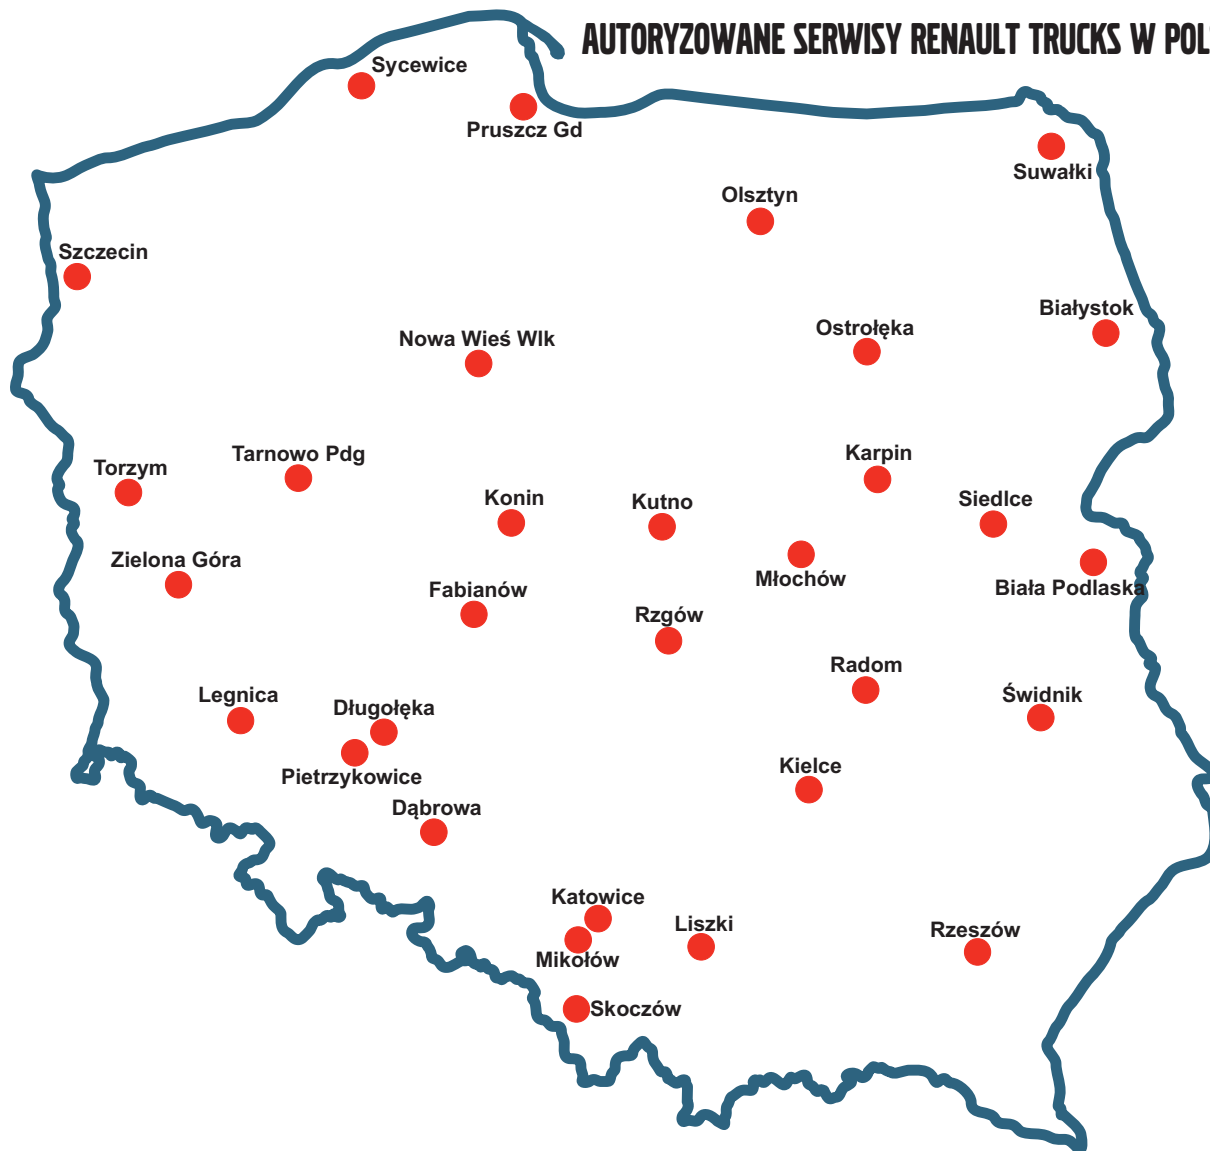 AUTORYZOWANE SERWISY RENAULT TRUCKS W POL
Sycewice
Pruszcz Gd
Suwałki
Olsztyn
Szczecin
Białystok
Ostrołęka
Nowa Wieś Wlk
Tarnowo Pdg
Karpin
Torzym
Konin
Kutno
Siedlce
Zielona Góra
Młochów
Biała Podlaska
Fabianów
Rzgów
Radom
Legnica
Świdnik
Długołęka
Pietrzykowice
Kielce
Dąbrowa
Katowice
Liszki
Rzeszów
Mikołów
Skoczów